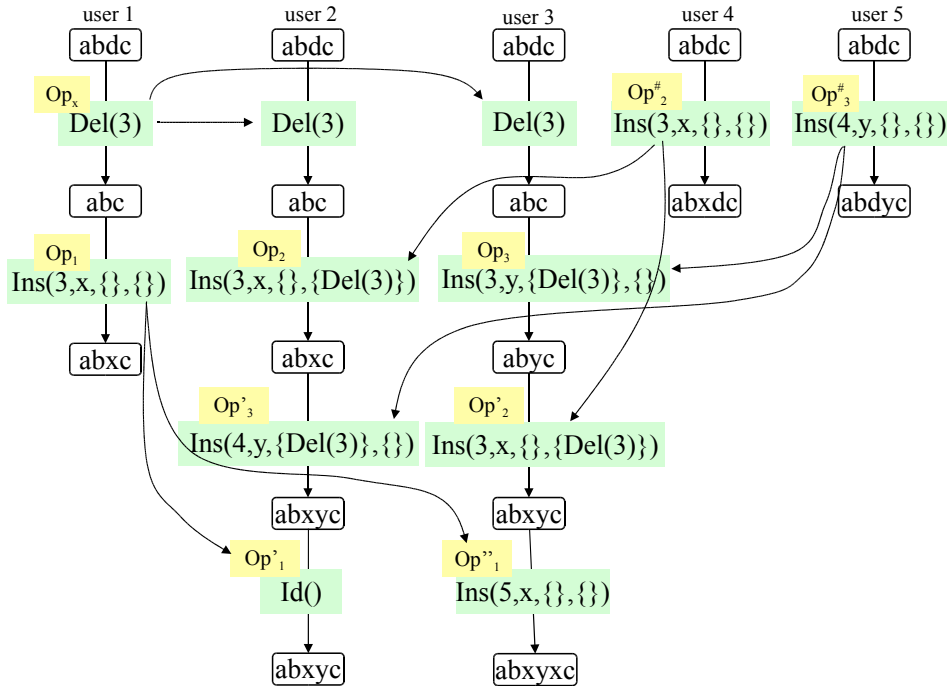 user 1 user 2 user 3 user 4 user 5
abdc abdc abdc abdc abdc
Opₓ Op#₂ Op#₃
Del(3) Del(3) Del(3) Ins(3,x,{},{}) Ins(4,y,{},{})
abc abc abc abxdc abdyc
Op₁ Op₂ Op₃
Ins(3,x,{},{}) Ins(3,x,{},{Del(3)}) Ins(3,y,{Del(3)},{})
abxc abxc abyc
Op’₃ Op’₂
Ins(4,y,{Del(3)},{}) Ins(3,x,{},{Del(3)})
abxyc abxyc
Op’₁ Op’’₁
Id() Ins(5,x,{},{})
abxyc abxyxc